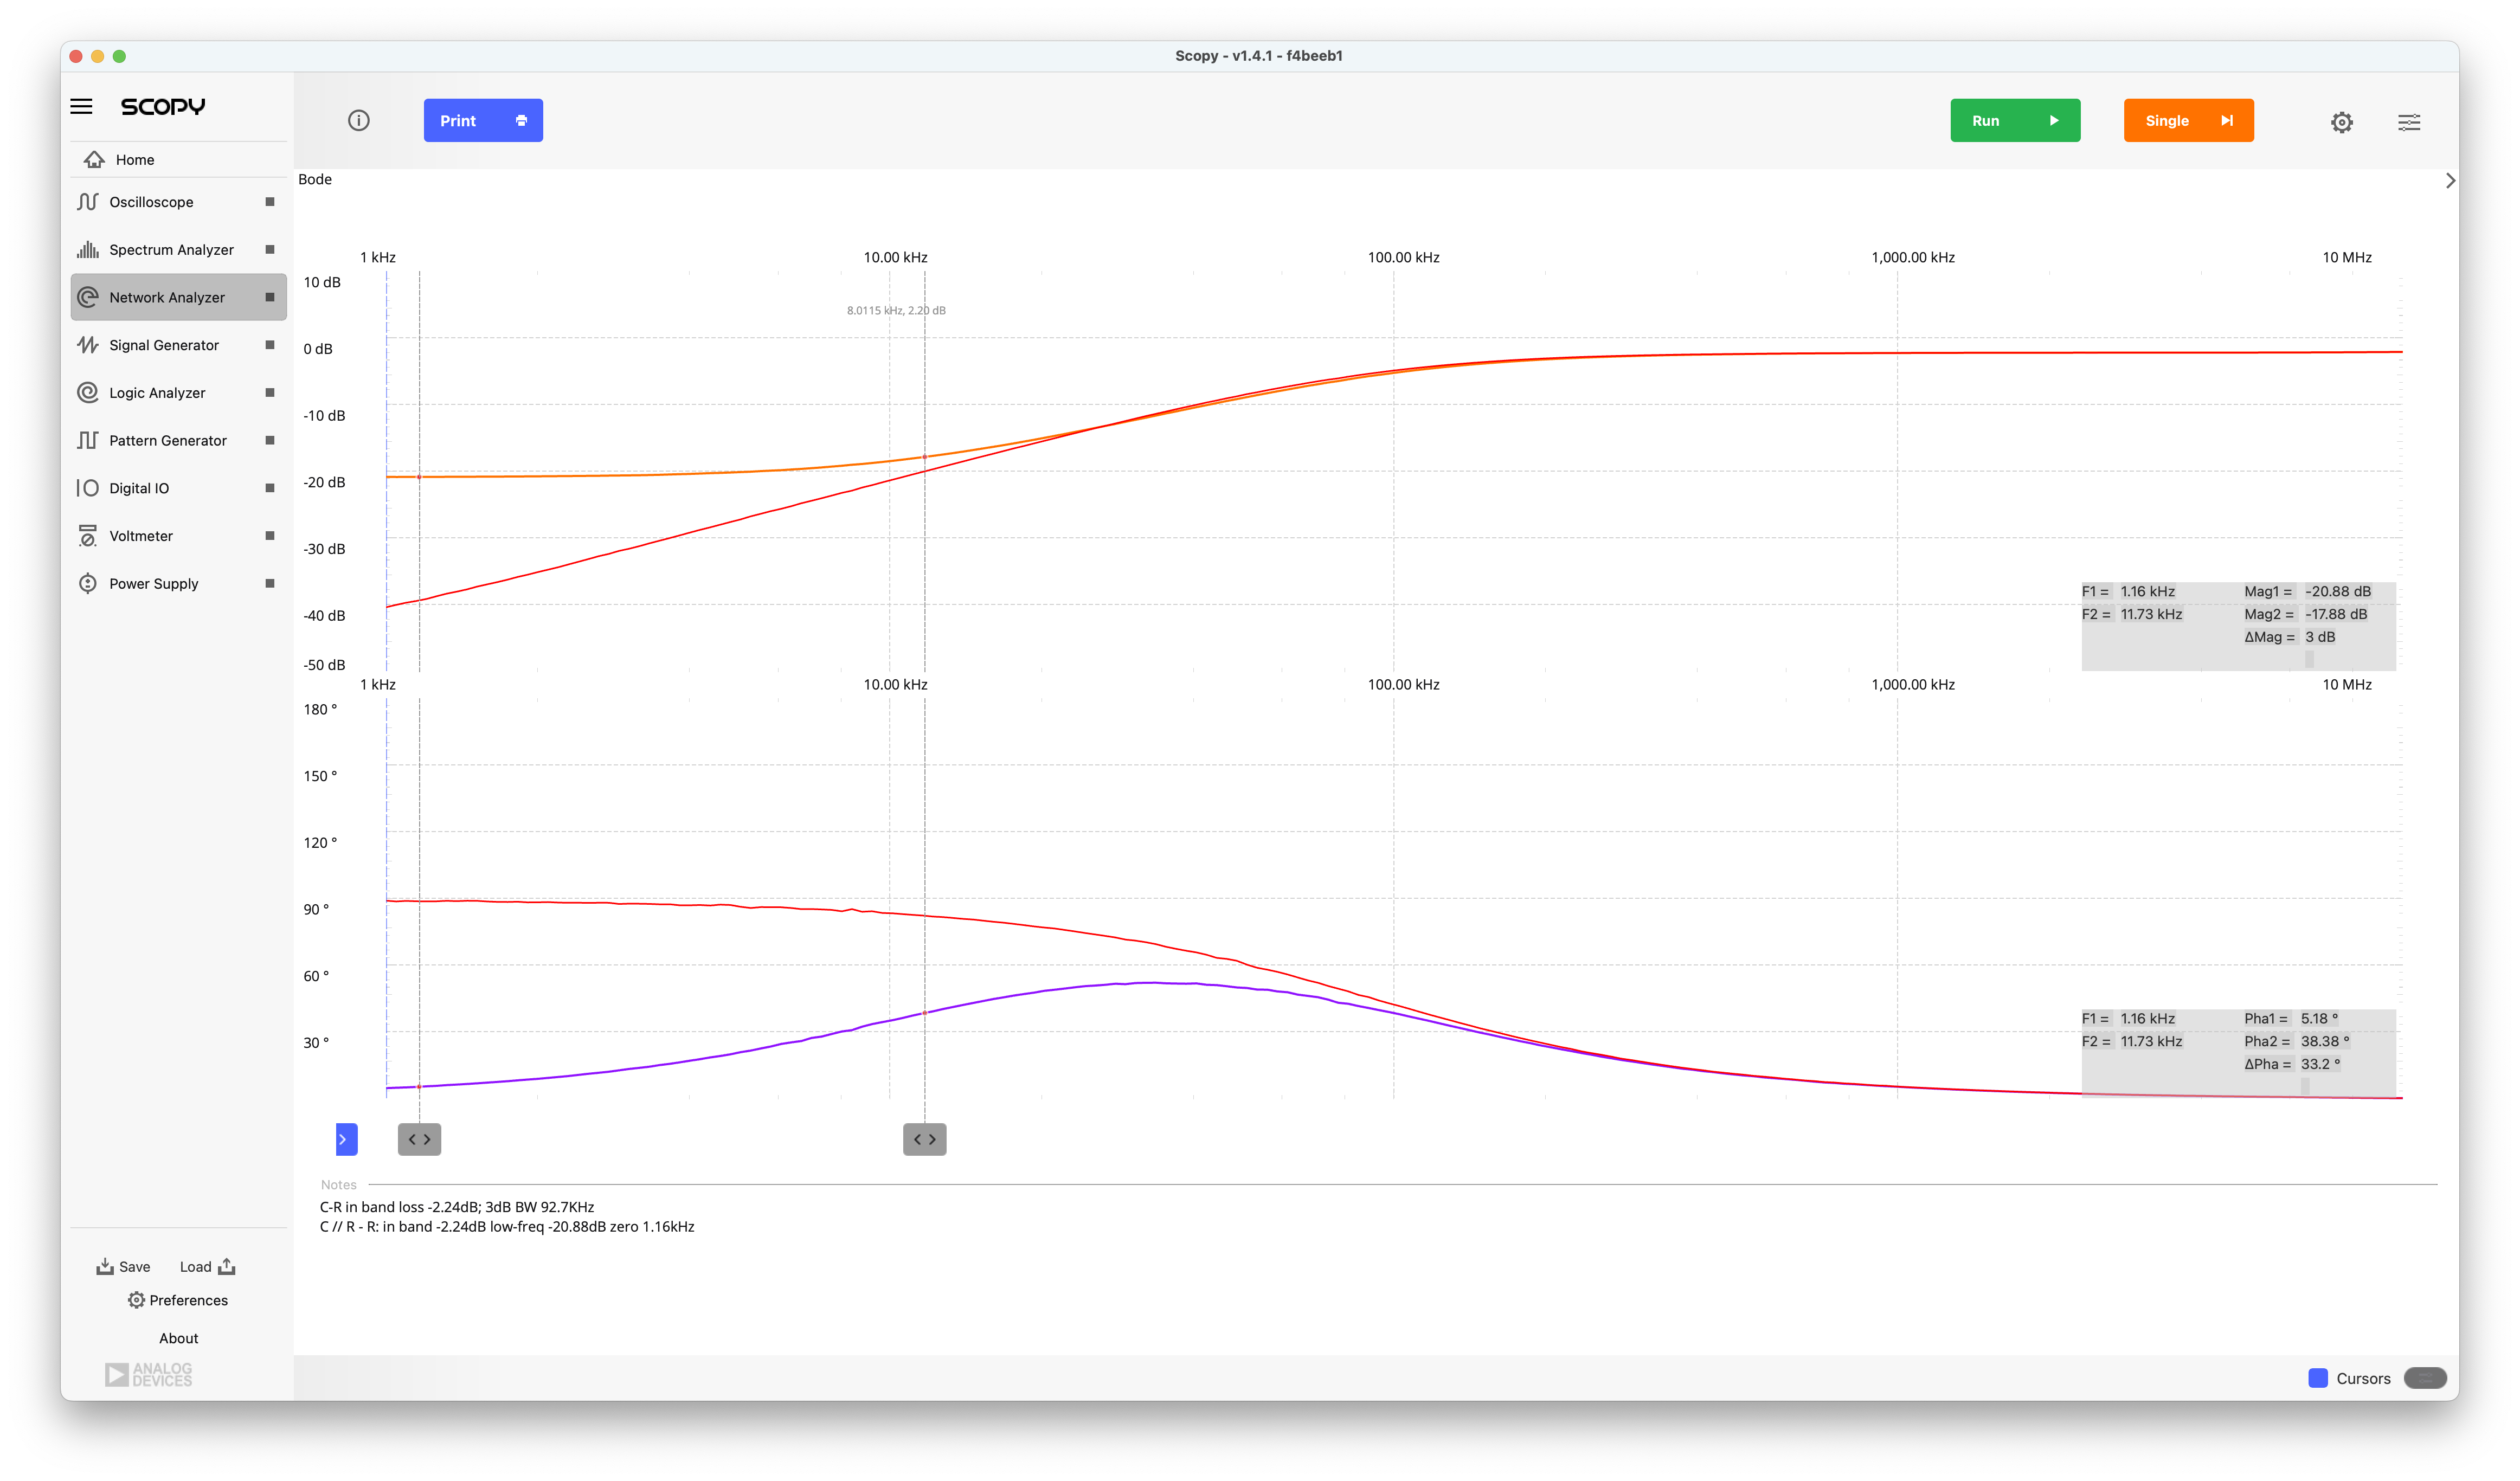 Scopy - v1.4.1 - f4beeb1
SCOPY
Print
Run
Single
Home
Oscilloscope
Spectrum Analyzer
Network Analyzer
Signal Generator
Logic Analyzer
Pattern Generator
Digital IO
Voltmeter
Power Supply
Bode
1 kHz 10.00 kHz 100.00 kHz 1,000.00 kHz 10 MHz
10 dB
8.0115 kHz, 2.20 dB
0 dB
-10 dB
-20 dB
-30 dB
-40 dB
-50 dB
F1 = 1.16 kHz Mag1 = -20.88 dB
F2 = 11.73 kHz Mag2 = -17.88 dB
ΔMag = 3 dB
1 kHz 10.00 kHz 100.00 kHz 1,000.00 kHz 10 MHz
180 °
150 °
120 °
90 °
60 °
30 °
F1 = 1.16 kHz Pha1 = 5.18 °
F2 = 11.73 kHz Pha2 = 38.38 °
ΔPha = 33.2 °
Notes
C-R in band loss -2.24dB; 3dB BW 92.7KHz
C // R - R: in band -2.24dB low-freq -20.88dB zero 1.16kHz
Save Load
Preferences
About
ANALOG
DEVICES
Cursors